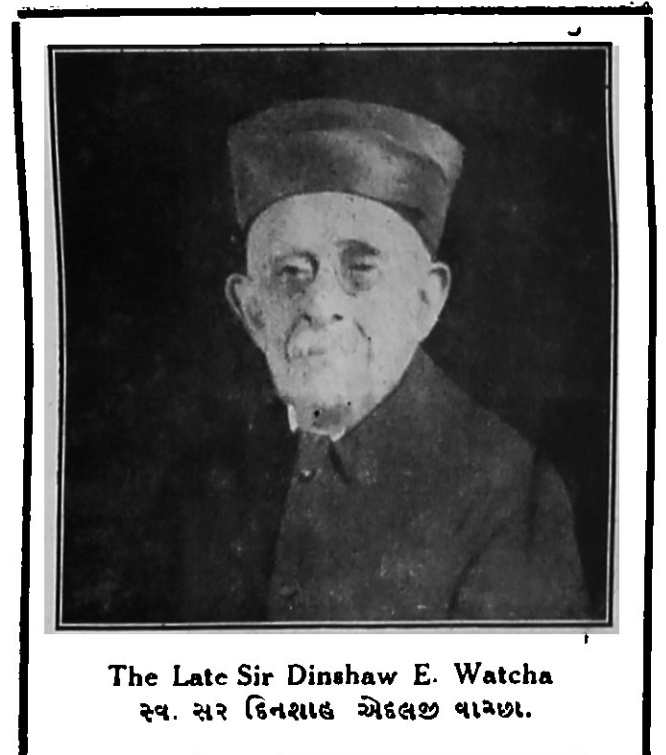 The Late Sir Dinshaw E. Watcha
સ્વ. સર દિનશાહ એદલજી વાચ્છા.